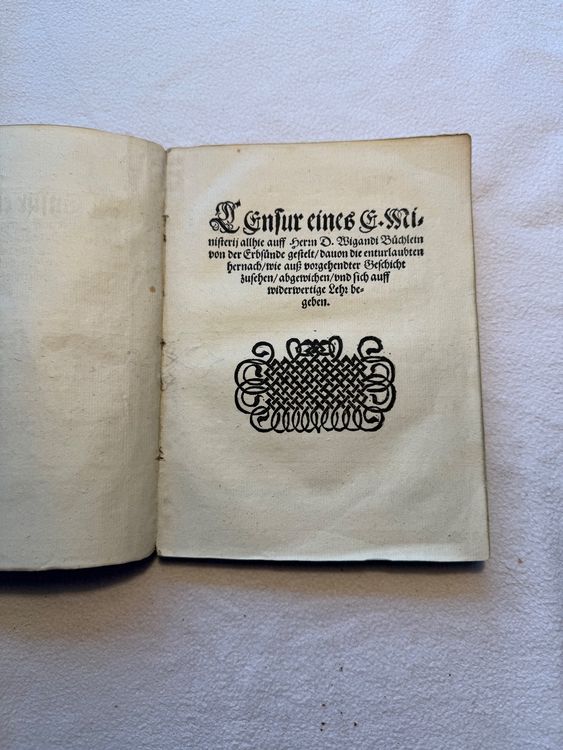 CEnsur eines E. Mi-
nisterij allhie auff Herrn D. Wigandi Büchlein
von der Erbsünde gestelt/ dauon die enturlaubten
hernach/ wie auß vorgehendter Geschicht
zusehen/ abgewichen/ vnd sich auff
widerwertige Lehr be-
geben.